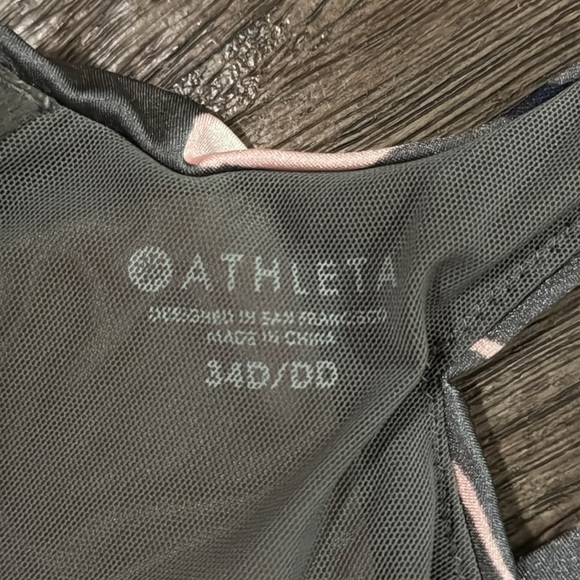 ATHLETA
DESIGNED IN SAN FRANCISCO
MADE IN CHINA
34D/DD